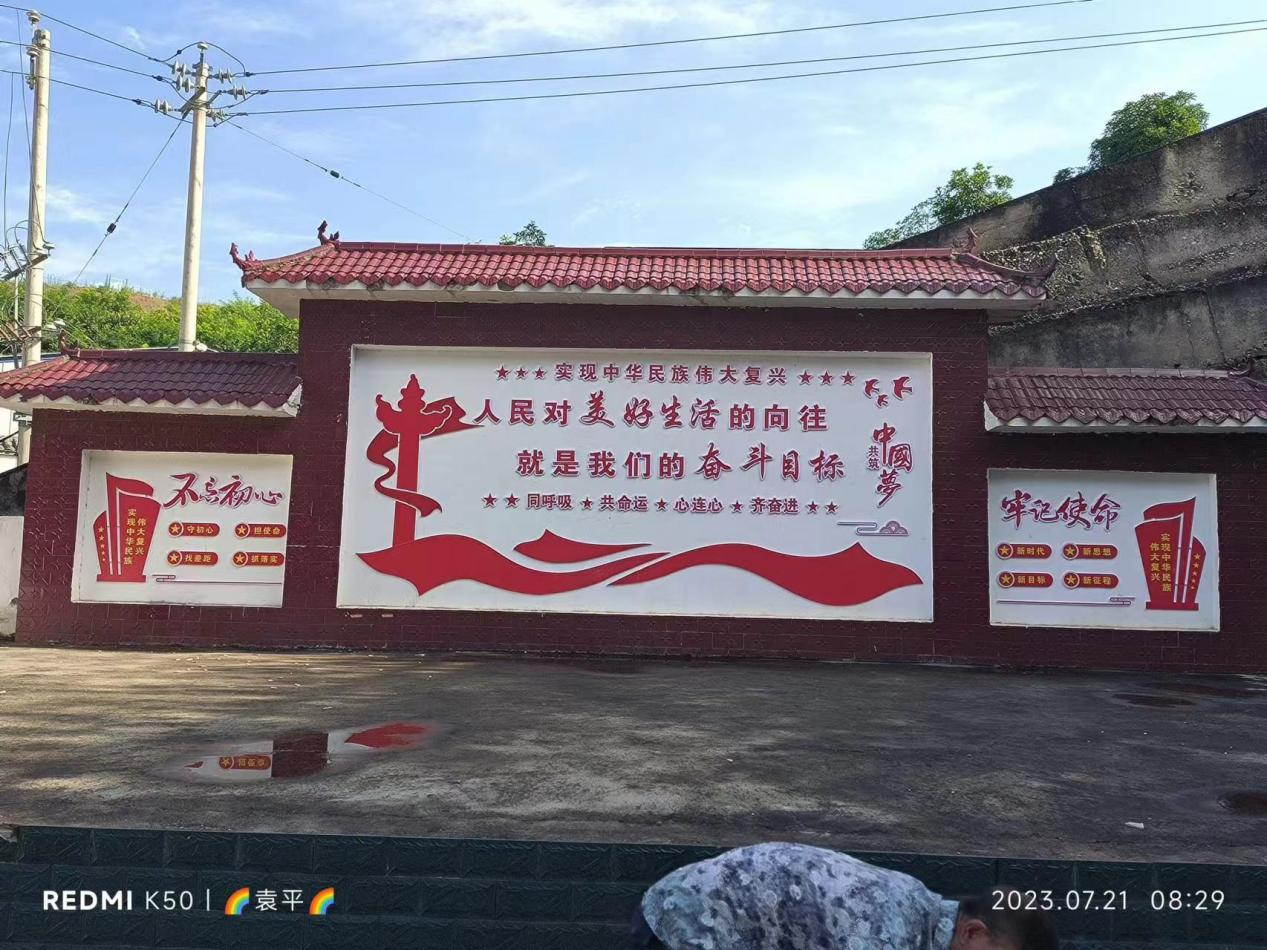 ★★★实现中华民族伟大复兴★★★
人民对美好生活的向往
就是我们的奋斗目标
★★同呼吸★共命运★心连心★齐奋进★★
共筑
中國夢
实现中华民族
伟大复兴
不忘初心
守初心 担使命
找差距 抓落实
牢记使命
新时代 新思想
新目标 新征程
实现中华民族
伟大复兴
REDMI K50 | 🌈袁平🌈
2023.07.21 08:29